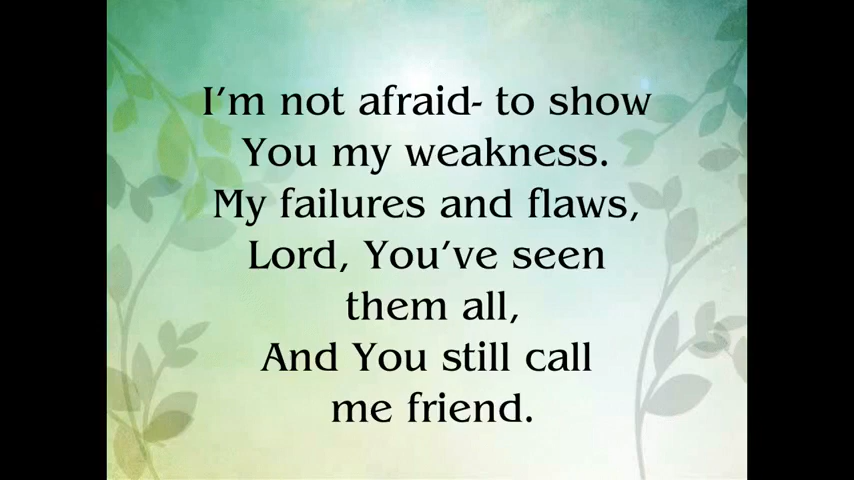 I’m not afraid- to show
You my weakness.
My failures and flaws,
Lord, You’ve seen
them all,
And You still call
me friend.